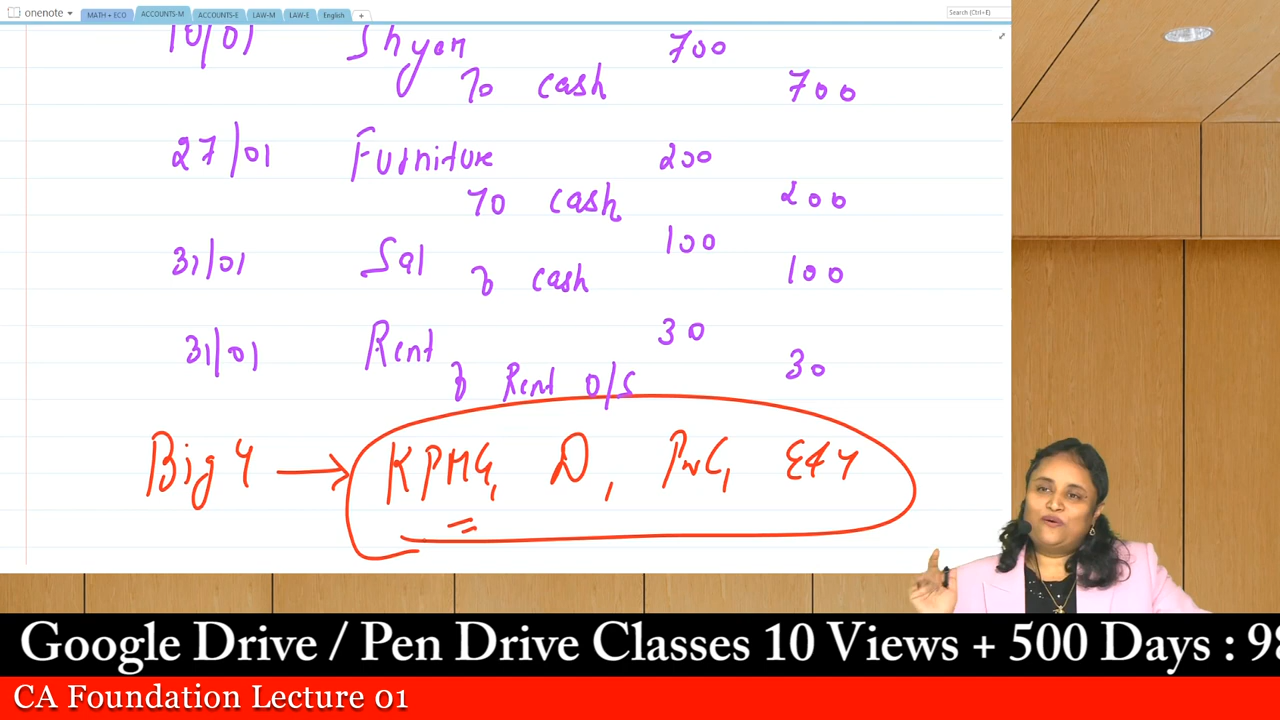 onenote MATH + ECO ACCOUNTS-M ACCOUNTS-E LAW-M LAW-E English +
Search (Ctrl+E)
10/01 Shyam 700
To cash 700
27/01 Furniture 200
To cash 200
31/01 Sal 100
To cash 100
31/01 Rent 30
To Rent o/s 30
Big 4 → KPMG, D, PwC, E&Y
Google Drive / Pen Drive Classes 10 Views + 500 Days : 98
CA Foundation Lecture 01